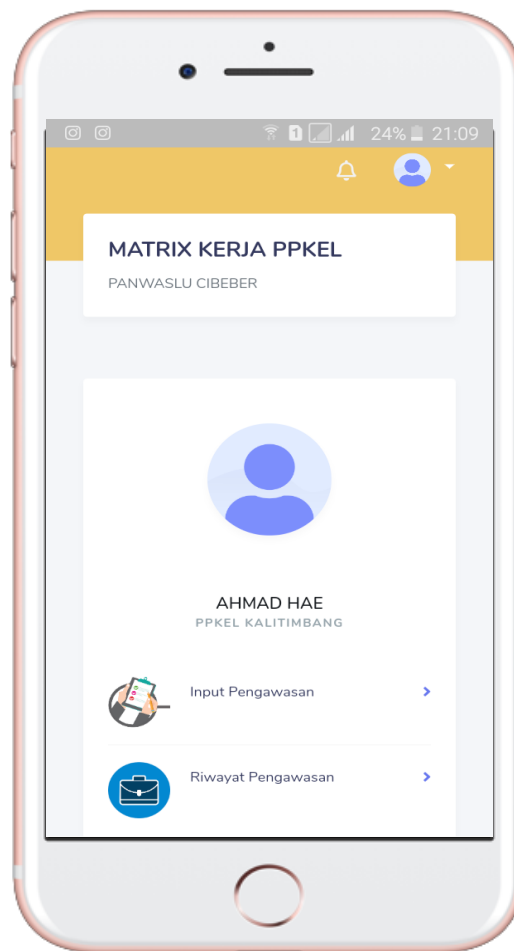 1 24% 21:09
MATRIX KERJA PPKEL
PANWASLU CIBEBER
AHMAD HAE
PPKEL KALITIMBANG
Input Pengawasan
Riwayat Pengawasan